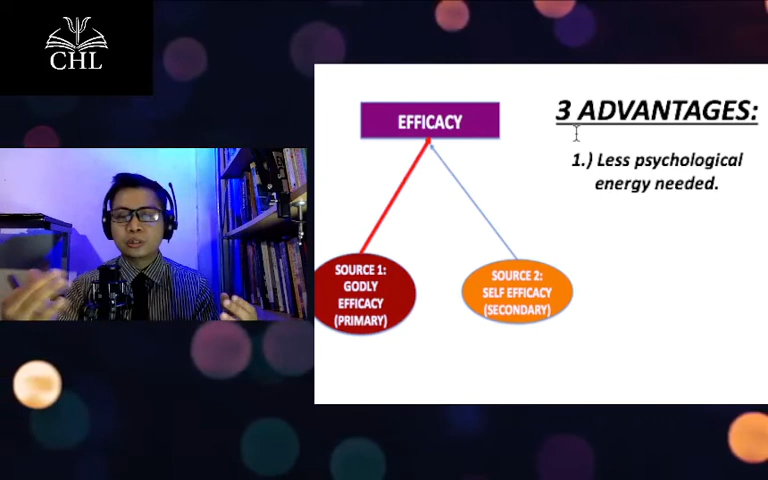 CHL
EFFICACY
3 ADVANTAGES:
1.) Less psychological
energy needed.
SOURCE 1:
GODLY
EFFICACY
(PRIMARY)
SOURCE 2:
SELF EFFICACY
(SECONDARY)